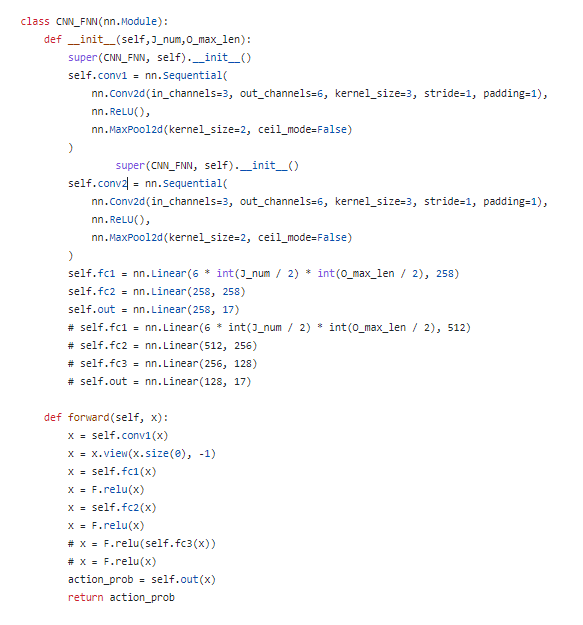 class CNN_FNN(nn.Module):
    def __init__(self,J_num,O_max_len):
        super(CNN_FNN, self).__init__()
        self.conv1 = nn.Sequential(
            nn.Conv2d(in_channels=3, out_channels=6, kernel_size=3, stride=1, padding=1),
            nn.ReLU(),
            nn.MaxPool2d(kernel_size=2, ceil_mode=False)
        )
                super(CNN_FNN, self).__init__()
        self.conv2 = nn.Sequential(
            nn.Conv2d(in_channels=3, out_channels=6, kernel_size=3, stride=1, padding=1),
            nn.ReLU(),
            nn.MaxPool2d(kernel_size=2, ceil_mode=False)
        )
        self.fc1 = nn.Linear(6 * int(J_num / 2) * int(O_max_len / 2), 258)
        self.fc2 = nn.Linear(258, 258)
        self.out = nn.Linear(258, 17)
        # self.fc1 = nn.Linear(6 * int(J_num / 2) * int(O_max_len / 2), 512)
        # self.fc2 = nn.Linear(512, 256)
        # self.fc3 = nn.Linear(256, 128)
        # self.out = nn.Linear(128, 17)

    def forward(self, x):
        x = self.conv1(x)
        x = x.view(x.size(0), -1)
        x = self.fc1(x)
        x = F.relu(x)
        x = self.fc2(x)
        x = F.relu(x)
        # x = F.relu(self.fc3(x))
        # x = F.relu(x)
        action_prob = self.out(x)
        return action_prob